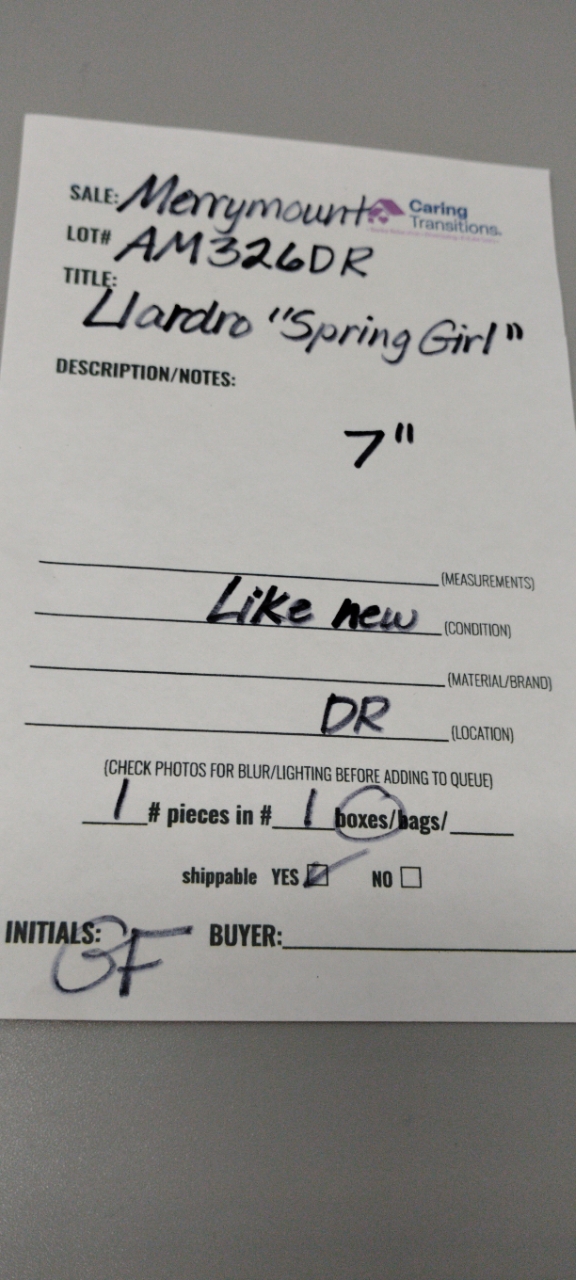 SALE: Merrymount Caring
Transitions.
LOT# AM326DR
TITLE:
Llardro "Spring Girl"
DESCRIPTION/NOTES:
7"
(MEASUREMENTS)
Like new (CONDITION)
(MATERIAL/BRAND)
DR (LOCATION)
(CHECK PHOTOS FOR BLUR/LIGHTING BEFORE ADDING TO QUEUE)
1 # pieces in # 1 boxes/bags/
shippable YES NO
INITIALS: GF BUYER: